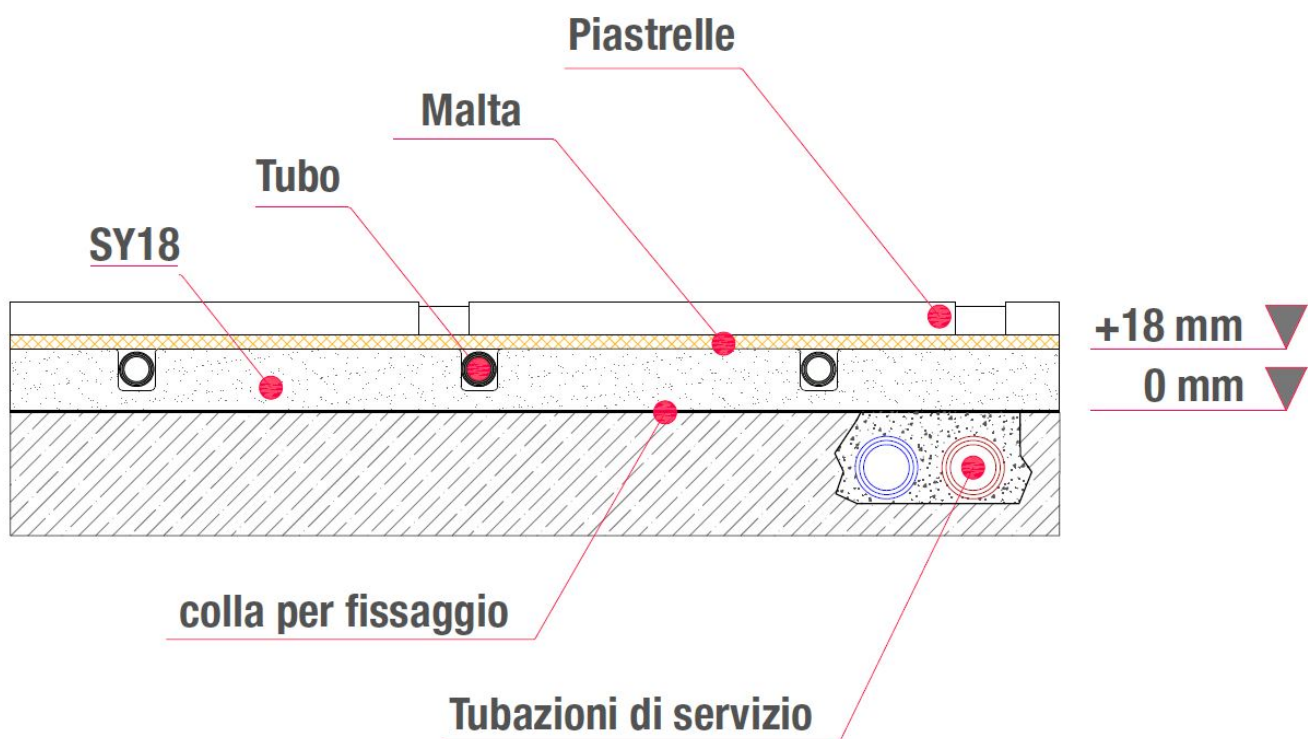 Piastrelle
Malta
Tubo
SY18
+18 mm
0 mm
colla per fissaggio
Tubazioni di servizio